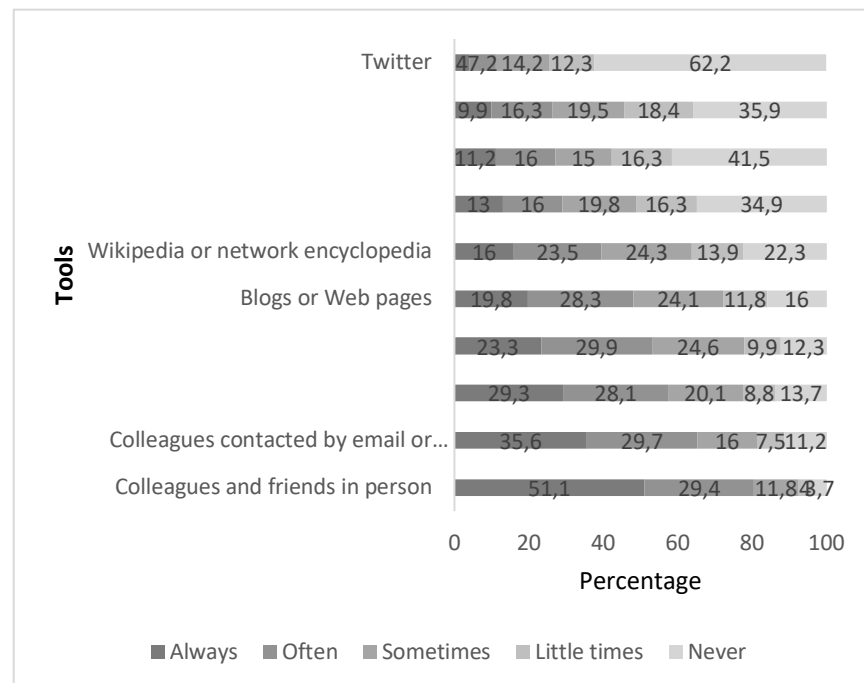 Twitter
47,2 14,2 12,3 62,2
9,9 16,3 19,5 18,4 35,9
11,2 16 15 16,3 41,5
13 16 19,8 16,3 34,9
Wikipedia or network encyclopedia
16 23,5 24,3 13,9 22,3
Blogs or Web pages
19,8 28,3 24,1 11,8 16
23,3 29,9 24,6 9,9 12,3
29,3 28,1 20,1 8,8 13,7
Colleagues contacted by email or...
35,6 29,7 16 7,5 11,2
Colleagues and friends in person
51,1 29,4 11,8 4 3,7
Tools
0 20 40 60 80 100
Percentage
Always Often Sometimes Little times Never